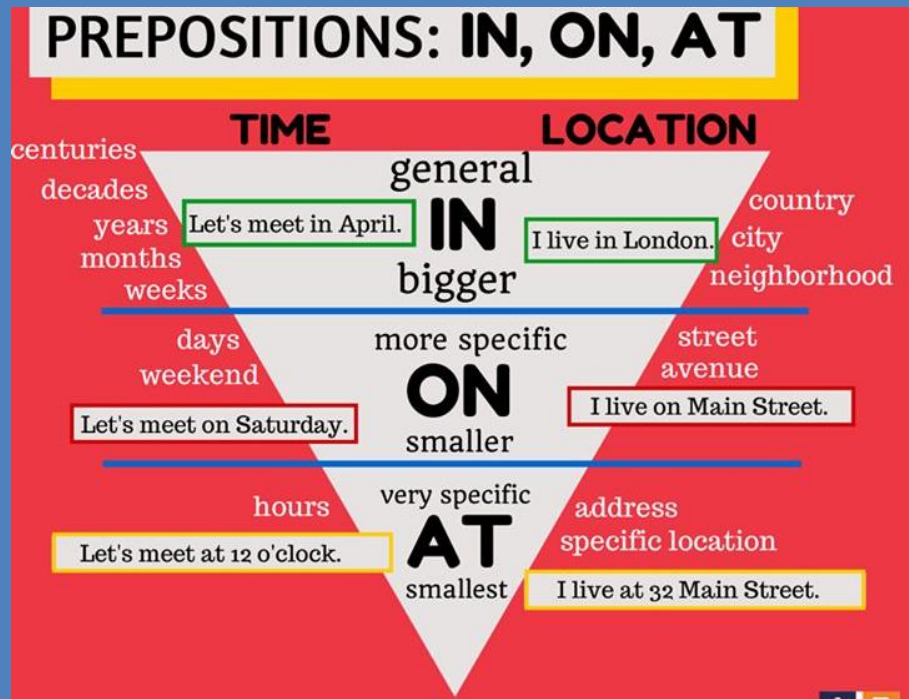 PREPOSITIONS: IN, ON, AT
TIME
LOCATION
centuries
decades
years
months
weeks
Let's meet in April.
general
IN
bigger
I live in London.
country
city
neighborhood
days
weekend
Let's meet on Saturday.
more specific
ON
smaller
street
avenue
I live on Main Street.
hours
Let's meet at 12 o'clock.
very specific
AT
smallest
address
specific location
I live at 32 Main Street.